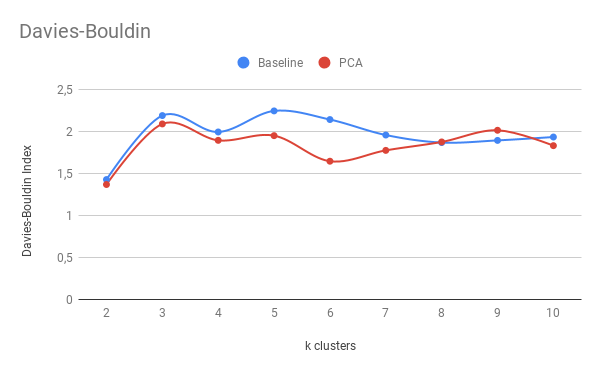 Davies-Bouldin
Baseline PCA
Davies-Bouldin Index
2,5
2
1,5
1
0,5
0
2 3 4 5 6 7 8 9 10
k clusters